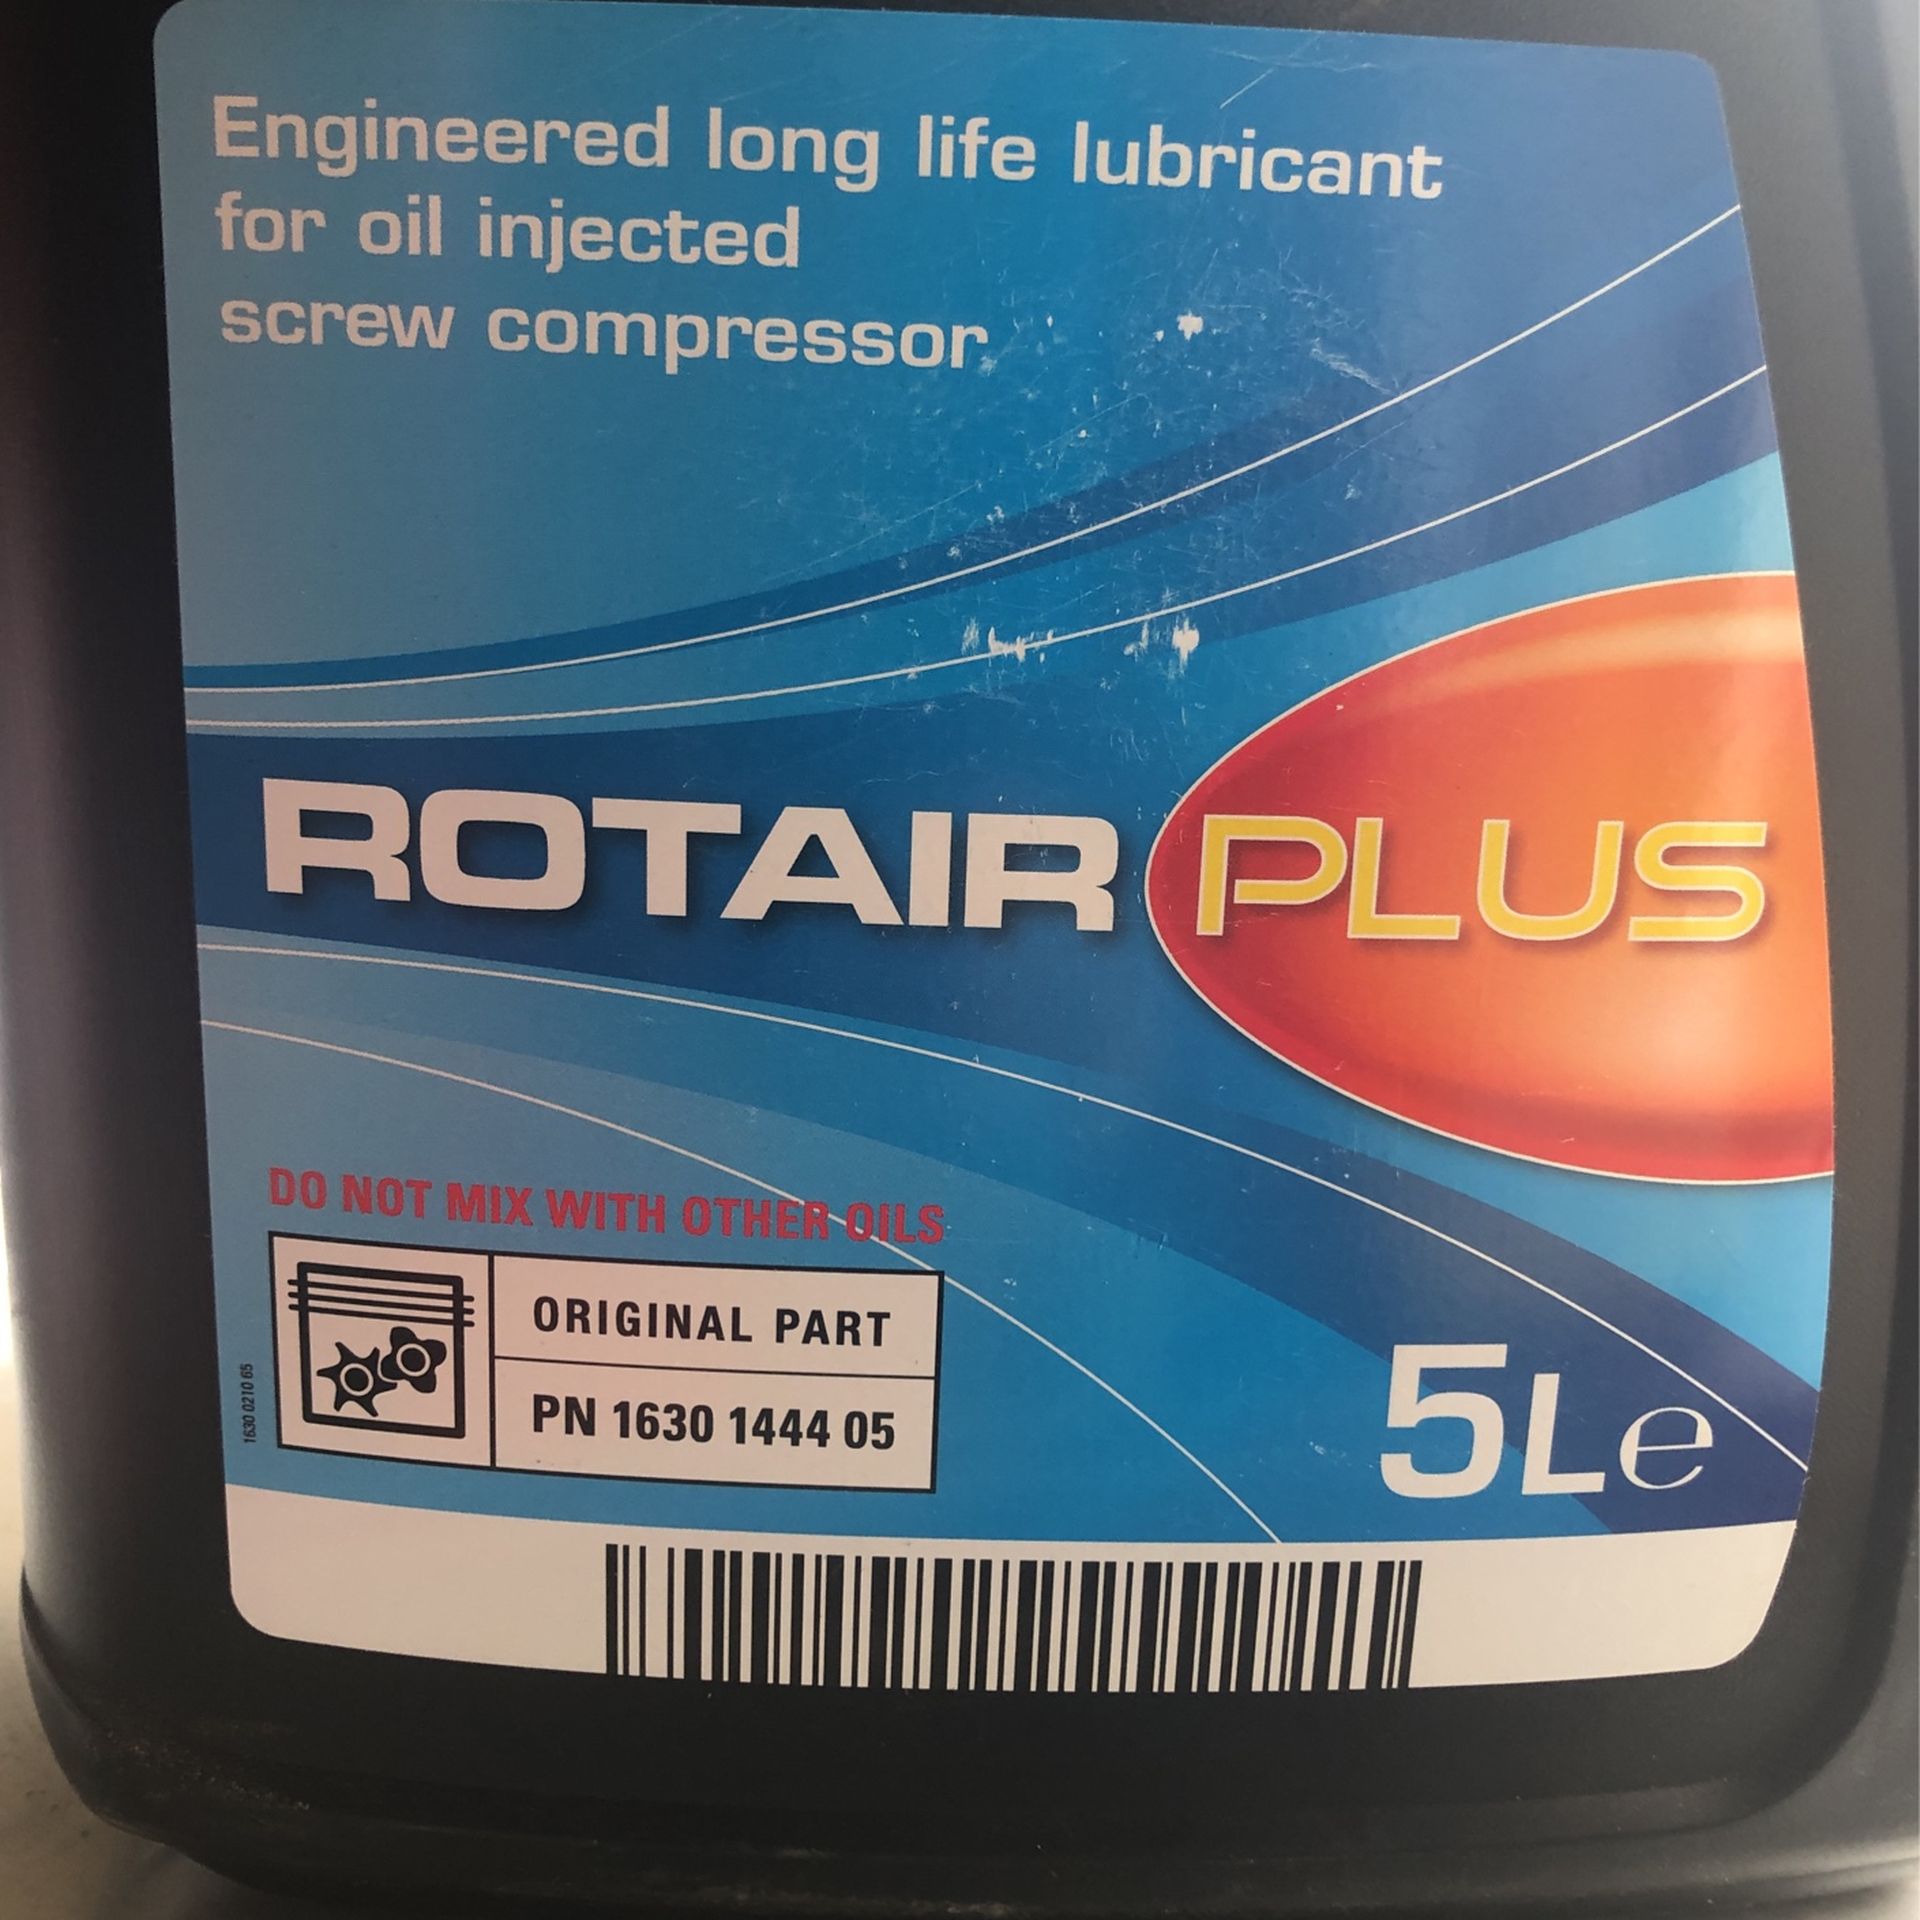 Engineered long life lubricant
for oil injected
screw compressor
ROTAIR PLUS
DO NOT MIX WITH OTHER OILS
ORIGINAL PART
PN 1630 1444 05
1630 0210 65
5Le